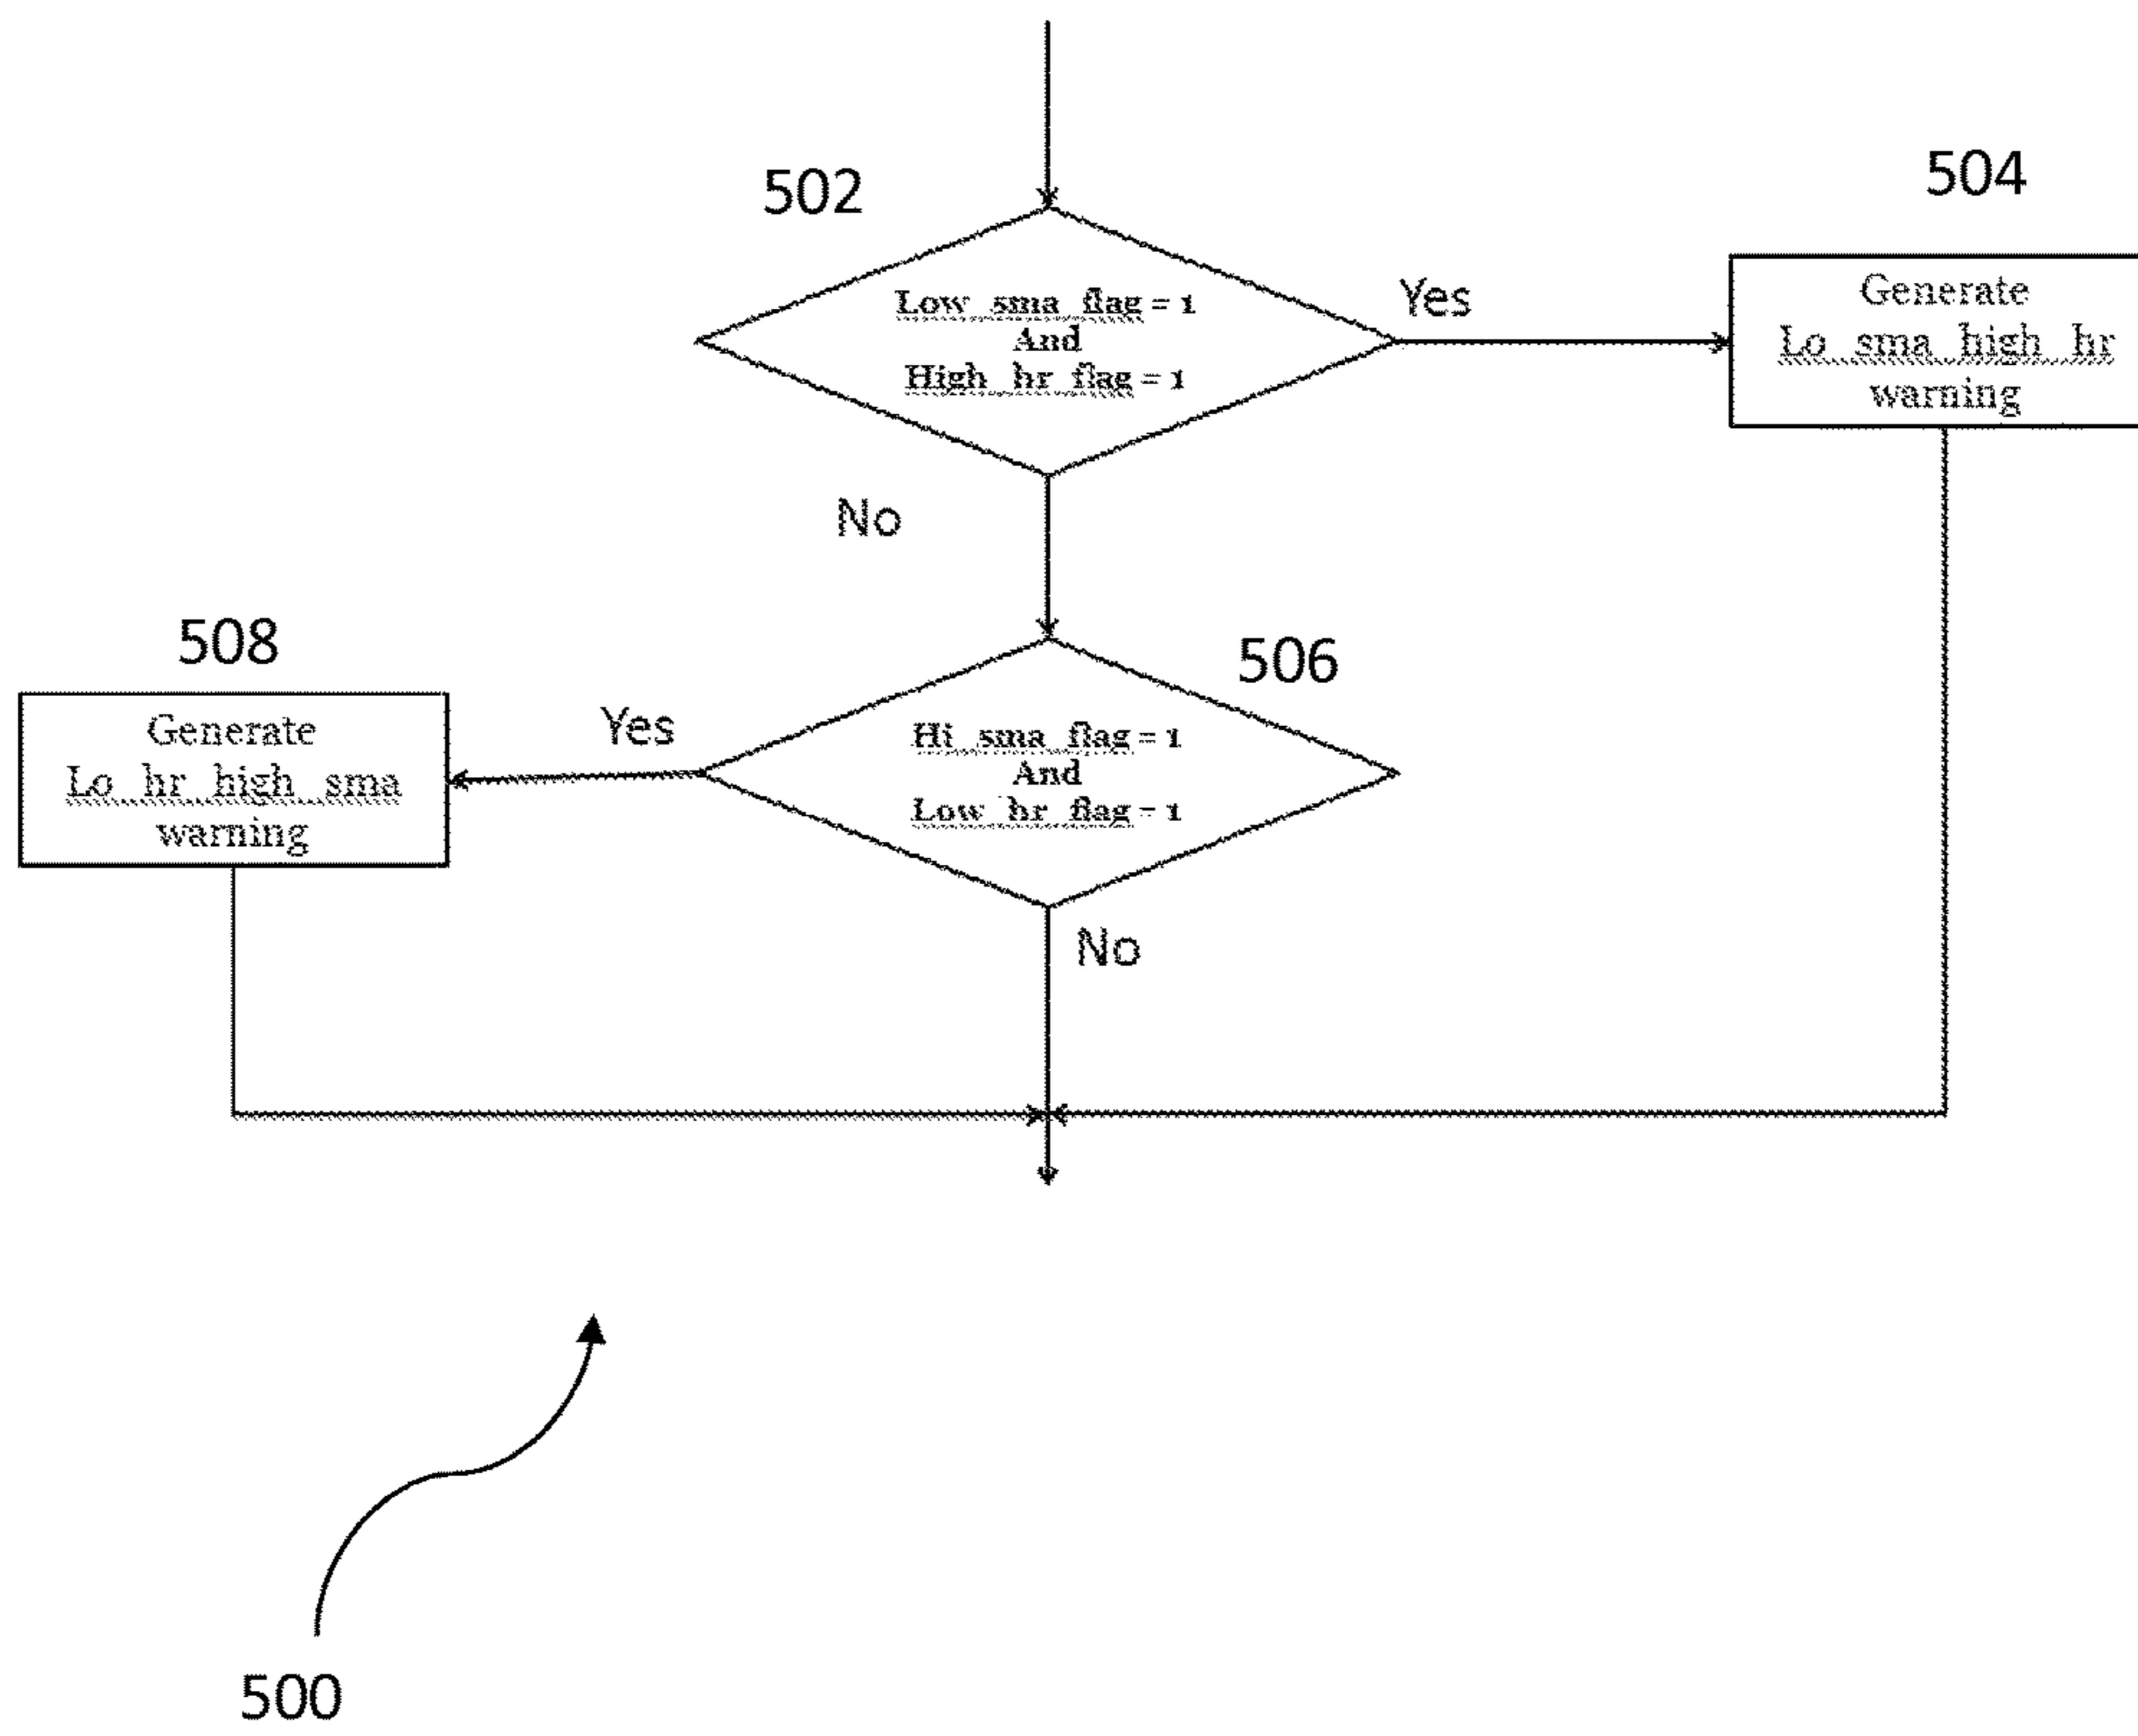 502
504
Low_sma_flag = 1
And
High_hr_flag = 1
Yes
Generate
Lo_sma_high_hr
warning
No
508
506
Generate
Lo_hr_high_sma
warning
Yes
Hi_sma_flag = 1
And
Low_hr_flag = 1
No
500